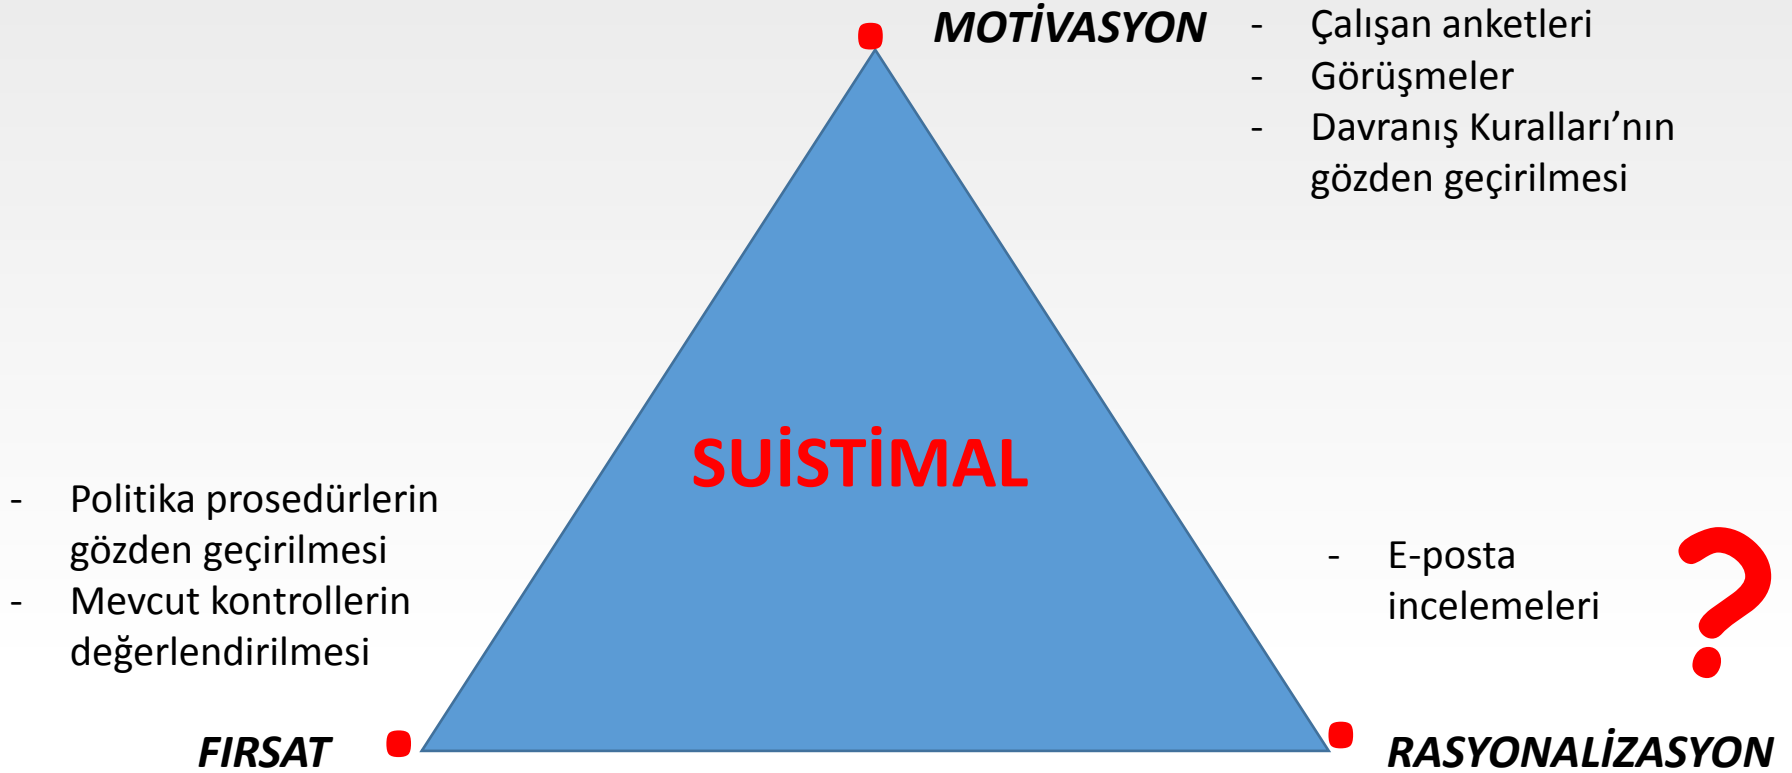 MOTİVASYON
- Çalışan anketleri
- Görüşmeler
- Davranış Kuralları’nın
gözden geçirilmesi
SUİSTİMAL
- Politika prosedürlerin
gözden geçirilmesi
- Mevcut kontrollerin
değerlendirilmesi
FIRSAT
- E-posta
incelemeleri
?
RASYONALİZASYON